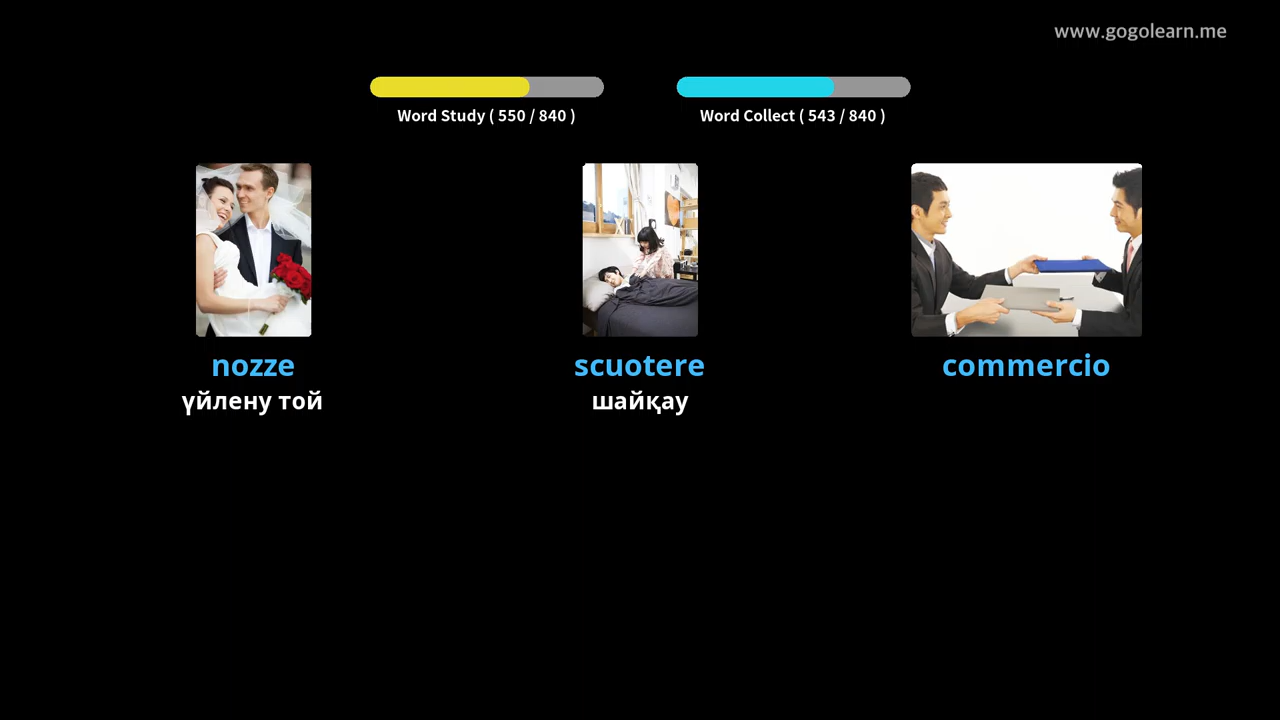 www.gogolearn.me
Word Study ( 550 / 840 )
Word Collect ( 543 / 840 )
nozze
scuotere
commercio
үйлену той
шайқау